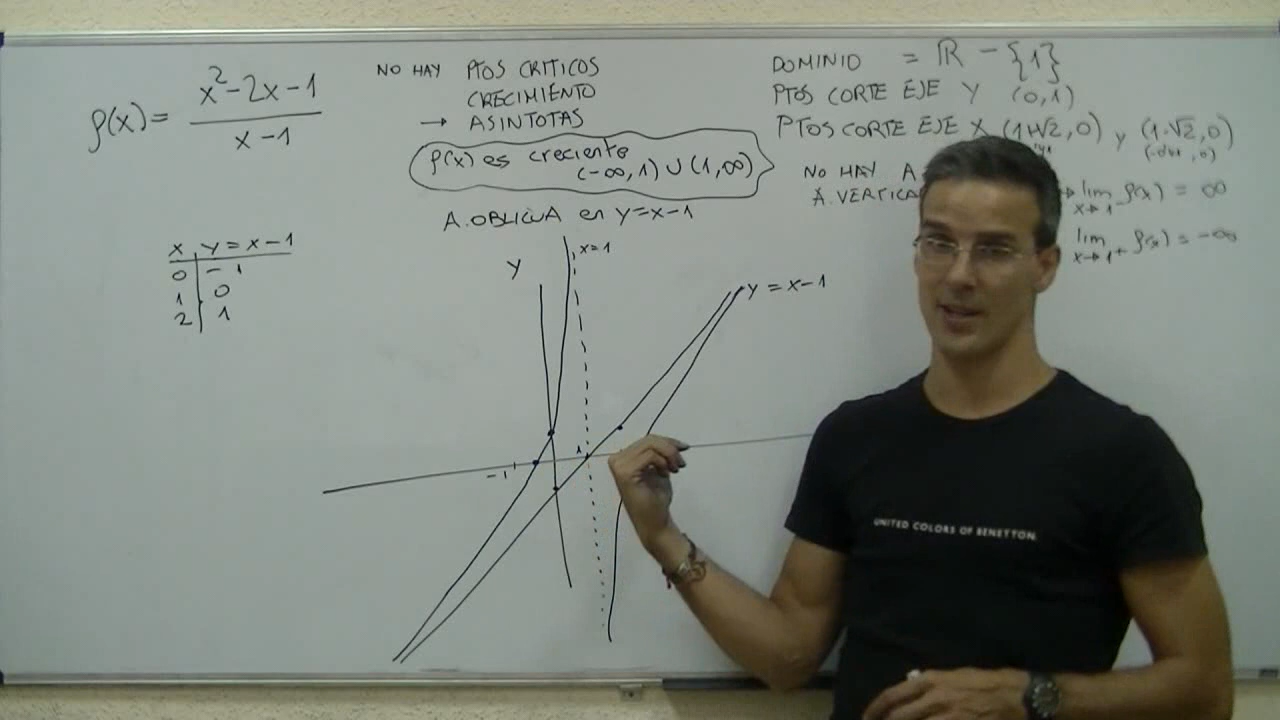 f(x) = (x² - 2x - 1) / (x - 1)
NO HAY PTOS CRITICOS
CRECIMIENTO
→ ASINTOTAS
f(x) es creciente
(-∞, 1) ∪ (1, ∞)
A. OBLICUA en y = x - 1
DOMINIO = ℝ - {1}
PTOS CORTE EJE Y (0, 1)
PTOS CORTE EJE X (1+√2, 0) y (1-√2, 0)
NO HAY A
A. VERTICA
lim f(x) = ∞
x→1⁻
lim f(x) = -∞
x→1⁺
x y = x - 1
0 -1
1 0
2 1
y
x = 1
y = x - 1
-1
1
UNITED COLORS OF BENETTON